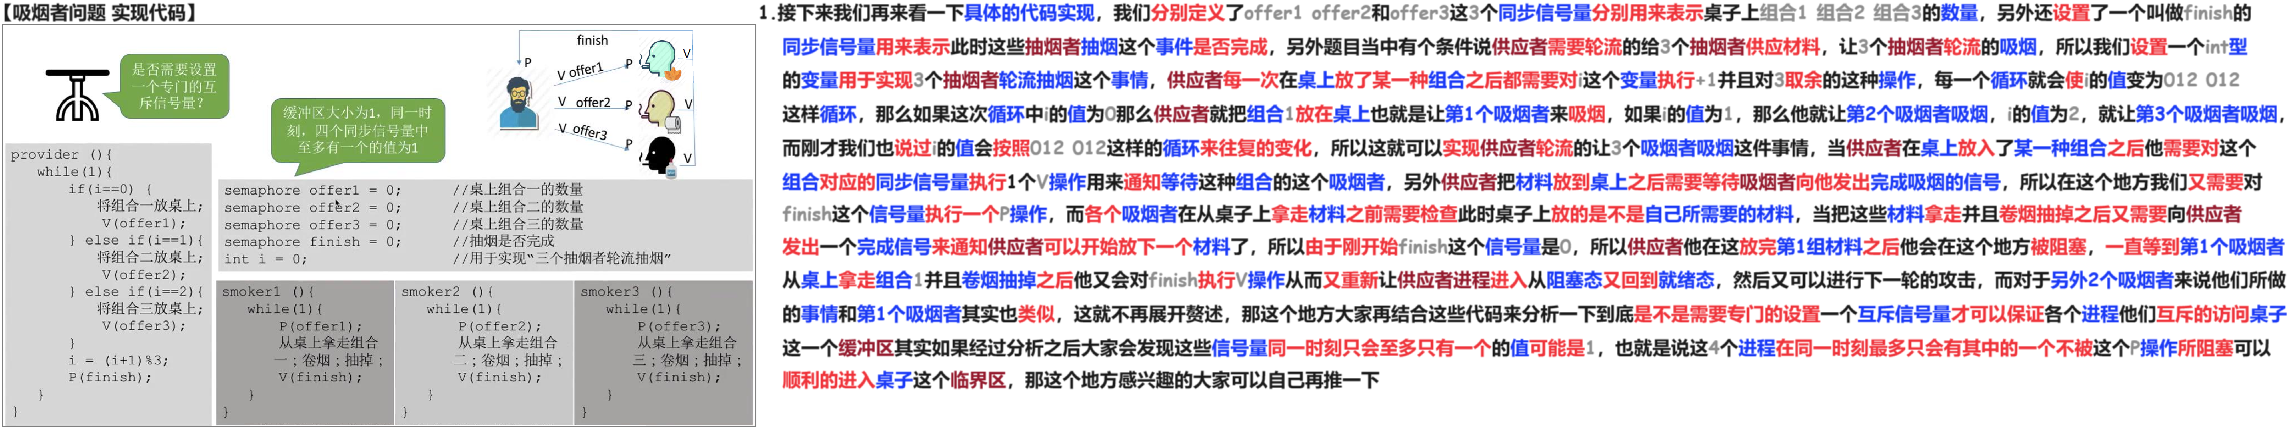 【吸烟者问题 实现代码】
是否需要设置
一个专门的互
斥信号量?
缓冲区大小为1，同一时
刻，四个同步信号量中
至多有一个的值为1
finish
P
V offer1 P V
V offer2 P V
V offer3 P V
provider (){
while(1){
if(i==0) {
将组合一放桌上;
V(offer1);
} else if(i==1){
将组合二放桌上;
V(offer2);
} else if(i==2){
将组合三放桌上;
V(offer3);
}
i = (i+1)%3;
P(finish);
}
}
semaphore offer1 = 0; //桌上组合一的数量
semaphore offer2 = 0; //桌上组合二的数量
semaphore offer3 = 0; //桌上组合三的数量
semaphore finish = 0; //抽烟是否完成
int i = 0; //用于实现“三个抽烟者轮流抽烟”
smoker1 (){
while(1){
P(offer1);
从桌上拿走组合
一；卷烟；抽掉；
V(finish);
}
}
smoker2 (){
while(1){
P(offer2);
从桌上拿走组合
二；卷烟；抽掉；
V(finish);
}
}
smoker3 (){
while(1){
P(offer3);
从桌上拿走组合
三；卷烟；抽掉；
V(finish);
}
}
1.接下来我们再来看一下具体的代码实现，我们分别定义了offer1 offer2和offer3这3个同步信号量分别用来表示桌子上组合1 组合2 组合3的数量，另外还设置了一个叫做finish的
同步信号量用来表示此时这些抽烟者抽烟这个事件是否完成，另外题目当中有个条件说供应者需要轮流的给3个抽烟者供应材料，让3个抽烟者轮流的吸烟，所以我们设置一个int型
的变量用于实现3个抽烟者轮流抽烟这个事情，供应者每一次在桌上放了某一种组合之后都需要对i这个变量执行+1并且对3取余的这种操作，每一个循环就会使i的值变为012 012
这样循环，那么如果这次循环中i的值为0那么供应者就把组合1放在桌上也就是让第1个吸烟者来吸烟，如果i的值为1，那么他就让第2个吸烟者吸烟，i的值为2，就让第3个吸烟者吸烟，
而刚才我们也说过i的值会按照012 012这样的循环来往复的变化，所以这就可以实现供应者轮流的让3个吸烟者吸烟这件事情，当供应者在桌上放入了某一种组合之后他需要对这个
组合对应的同步信号量执行1个V操作用来通知等待这种组合的这个吸烟者，另外供应者把材料放到桌上之后需要等待吸烟者向他发出完成吸烟的信号，所以在这个地方我们又需要对
finish这个信号量执行一个P操作，而各个吸烟者在从桌子上拿走材料之前需要检查此时桌子上放的是不是自己所需要的材料，当把这些材料拿走并且卷烟抽掉之后又需要向供应者
发出一个完成信号来通知供应者可以开始放下一个材料了，所以由于刚开始finish这个信号量是0，所以供应者他在这放完第1组材料之后他会在这个地方被阻塞，一直等到第1个吸烟者
从桌上拿走组合1并且卷烟抽掉之后他又会对finish执行V操作从而又重新让供应者进程进入从阻塞态又回到就绪态，然后又可以进行下一轮的攻击，而对于另外2个吸烟者来说他们所做
的事情和第1个吸烟者其实也类似，这就不再展开赘述，那这个地方大家再结合这些代码来分析一下到底是不是需要专门的设置一个互斥信号量才可以保证各个进程他们互斥的访问桌子
这一个缓冲区其实如果经过分析之后大家会发现这些信号量同一时刻只会至多只有一个的值可能是1，也就是说这4个进程在同一时刻最多只会有其中的一个不被这个P操作所阻塞可以
顺利的进入桌子这个临界区，那这个地方感兴趣的大家可以自己再推一下